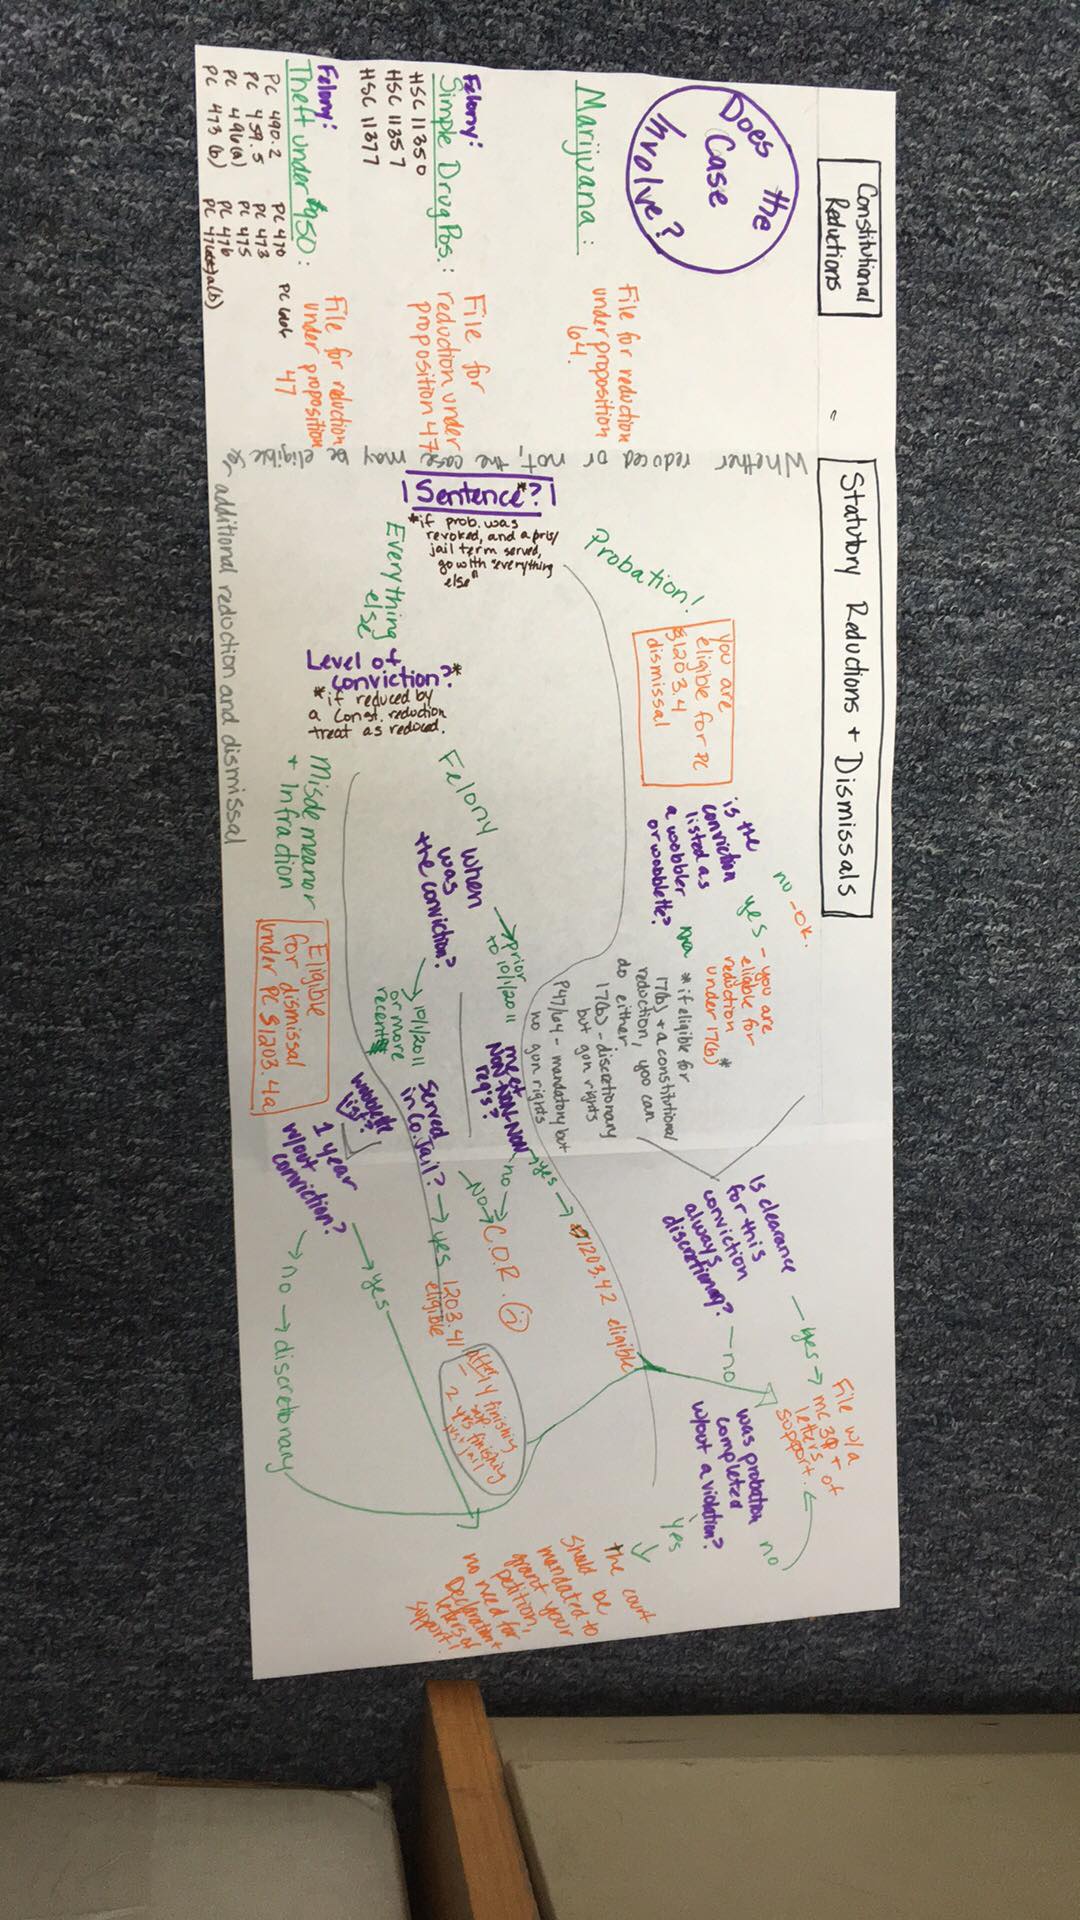 Constitutional
Reductions
Does the
Case
Involve?
Marijuana:
File for reduction
under proposition
64.
Felony:
Simple Drug Pos.:
HSC 11350
HSC 11357
HSC 11377
File for
reduction under
proposition 47
Felony:
Theft under $950:
PC 490.2
PC 459.5
PC 496(a)
PC 473(b)
PC 470
PC 473
PC 475
PC 476
File for reduction
under proposition
47
Whether reduced or not, the case may be eligible for
additional reduction and dismissal
Statutory Reductions + Dismissals
Sentence*?
*if prob. was
revoked, and a pris/
jail term served,
go with "everything
else"
Probation!
you are
eligible for PC
§1203.4
dismissal
is the
conviction
listed as
a wobbler
or wobblette?
no - OK.
yes - you are
eligible for
reduction
under 17(b) *
* if eligible for
17(b) + a constitutional
reduction, you can
do either
17(b) - discretionary
but gun rights
P47/64 - mandatory but
no gun rights
Is clearance
for this
conviction
always
discretionary?
yes →
File w/a
mc 30 +
letters of
support.
no
was probation
completed
w/out a violation?
no
yes
the court
should be
mandated to
grant your
petition,
no need for
Declaration +
letters of
support!
Everything
else
Level of
conviction?*
*if reduced by
a Const. reduction
treat as reduced.
Felony
when
was
the conviction?
→ prior
to 10/1/2011
met
Non-Non-Non
req's?
yes → §1203.42 eligible
no → C.O.R. :(
→ 10/1/2011
or more
recent
Served
in Co. Jail?
No →
→ yes 1203.41
eligible
after 1 yr finishing
sup
2 yrs finishing
just jail
Misdemeanor
+ Infraction
Eligible
for dismissal
under PC §1203.4a
wobblette
list?
1 year
w/out
conviction?
→ yes
→ no → discretionary